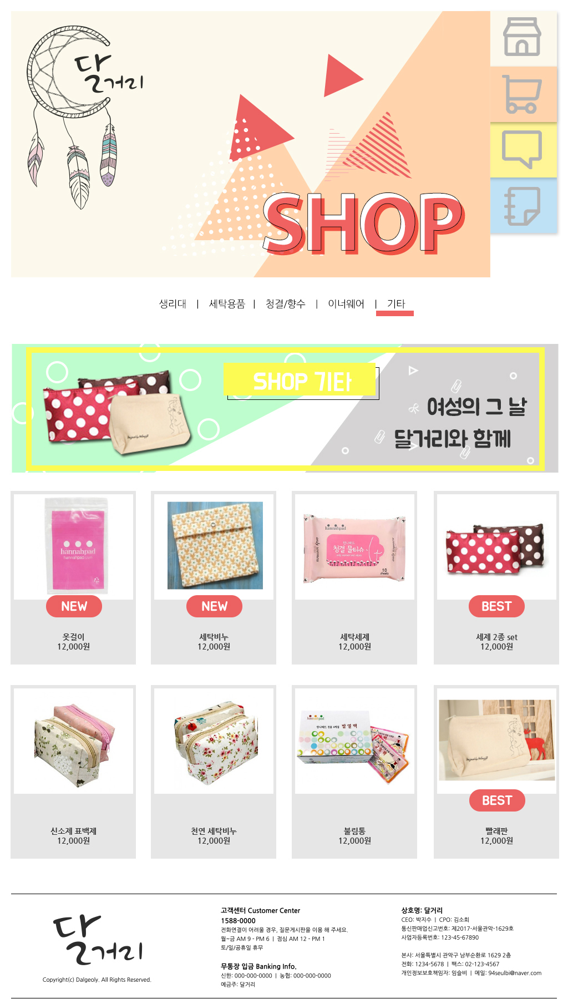 달거리
SHOP
생리대 | 세탁용품 | 청결/향수 | 이너웨어 | 기타
SHOP 기타
여성의 그 날
달거리와 함께
hannahpad
hannahpad.com
hannahpad
한나패드
청결 물티슈
10
sheets
NEW
NEW
BEST
옷걸이
12,000원
세탁비누
12,000원
세탁세제
12,000원
세제 2종 set
12,000원
hannahpad
발열팩
BEST
신소제 표백제
12,000원
천연 세탁비누
12,000원
불림통
12,000원
빨래판
12,000원
달거리
Copyright(c) Dalgeoly. All Rights Reserved.
고객센터 Customer Center
1588-0000
전화연결이 어려울 경우, 질문게시판을 이용 해 주세요.
월~금 AM 9 - PM 6 | 점심 AM 12 - PM 1
토/일/공휴일 휴무
무통장 입금 Banking Info.
신한: 000-000-0000 | 농협: 000-000-0000
예금주: 달거리
상호명: 달거리
CEO: 박지수 | CPO: 김소희
통신판매업신고번호: 제2017-서울관악-1629호
사업자등록번호: 123-45-67890
본사: 서울특별시 관악구 남부순환로 1629 2층
전화: 1234-5678 | 팩스: 02-123-4567
개인정보보호책임자: 임슬비 | 메일: 94seulbi@naver.com